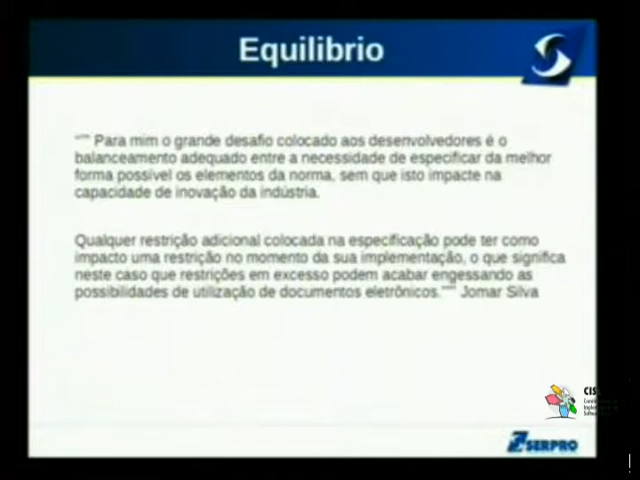 Equilibrio
""" Para mim o grande desafio colocado aos desenvolvedores é o
balanceamento adequado entre a necessidade de especificar da melhor
forma possível os elementos da norma, sem que isto impacte na
capacidade de inovação da indústria.
Qualquer restrição adicional colocada na especificação pode ter como
impacto uma restrição no momento da sua implementação, o que significa
neste caso que restrições em excesso podem acabar engessando as
possibilidades de utilização de documentos eletrônicos.""" Jomar Silva
CIS
SERPRO